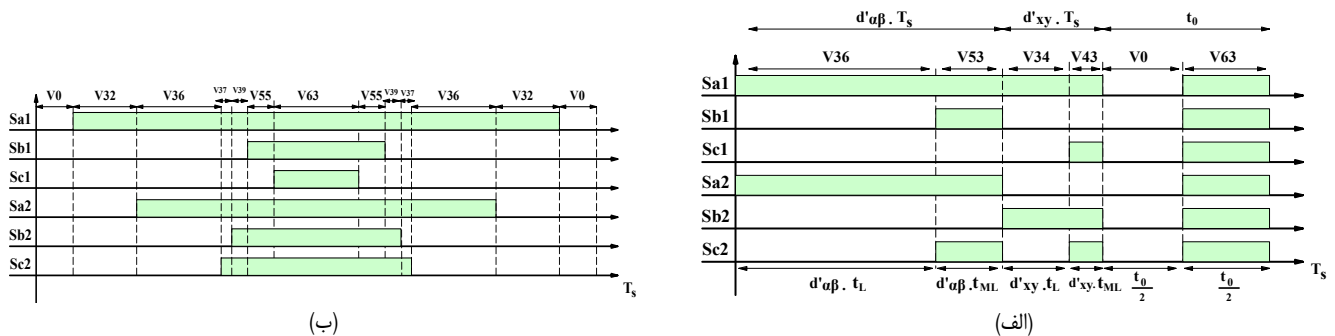 V0 V32 V36 V37 V39 V55 V63 V55 V39 V37 V36 V32 V0
Sa1
Sb1
Sc1
Sa2
Sb2
Sc2
Ts
(ب)
d'αβ . Ts d'xy . Ts t0
V36 V53 V34 V43 V0 V63
Sa1
Sb1
Sc1
Sa2
Sb2
Sc2
Ts
d'αβ . tL d'αβ . tML d'xy . tL d'xy . tML t0/2 t0/2
(الف)